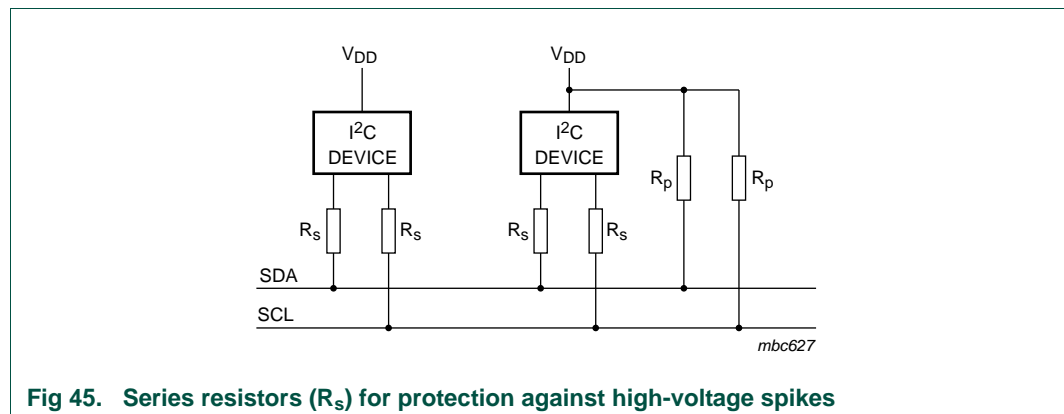 VDD VDD
I2C DEVICE I2C DEVICE
Rp Rp
Rs Rs Rs Rs
SDA
SCL
mbc627
Fig 45. Series resistors (Rs) for protection against high-voltage spikes